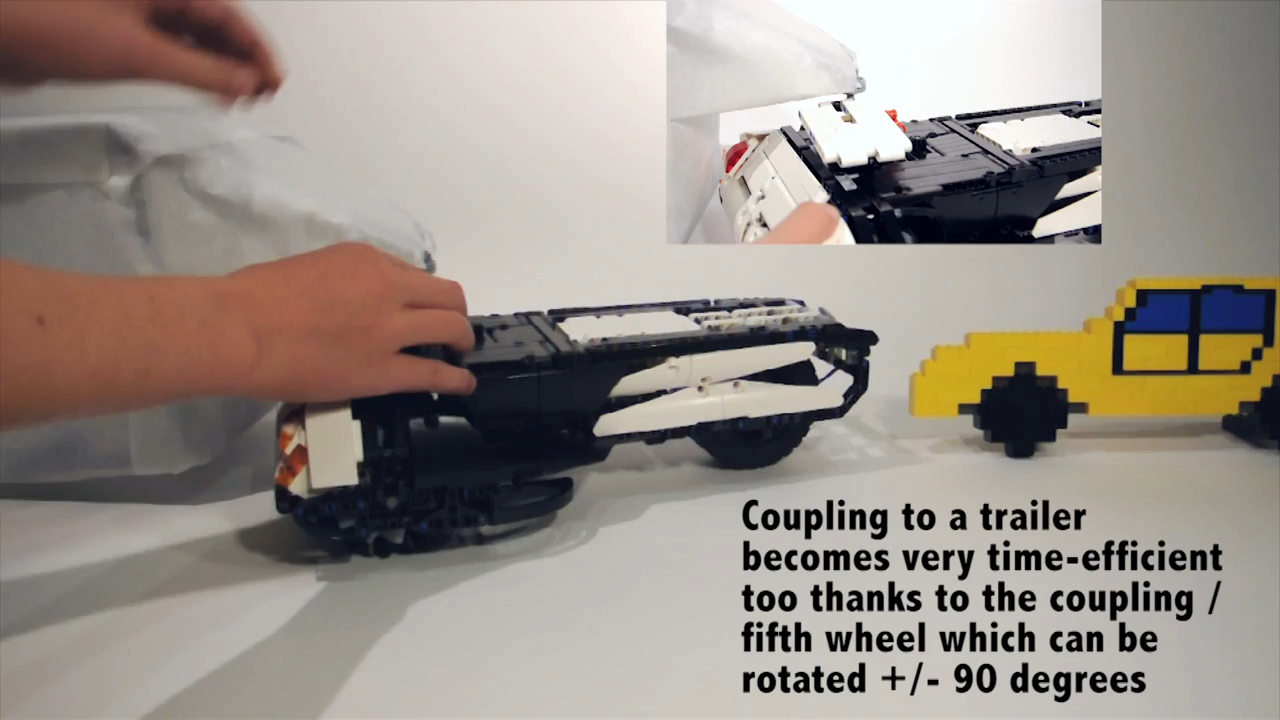 Coupling to a trailer
becomes very time-efficient
too thanks to the coupling /
fifth wheel which can be
rotated +/- 90 degrees